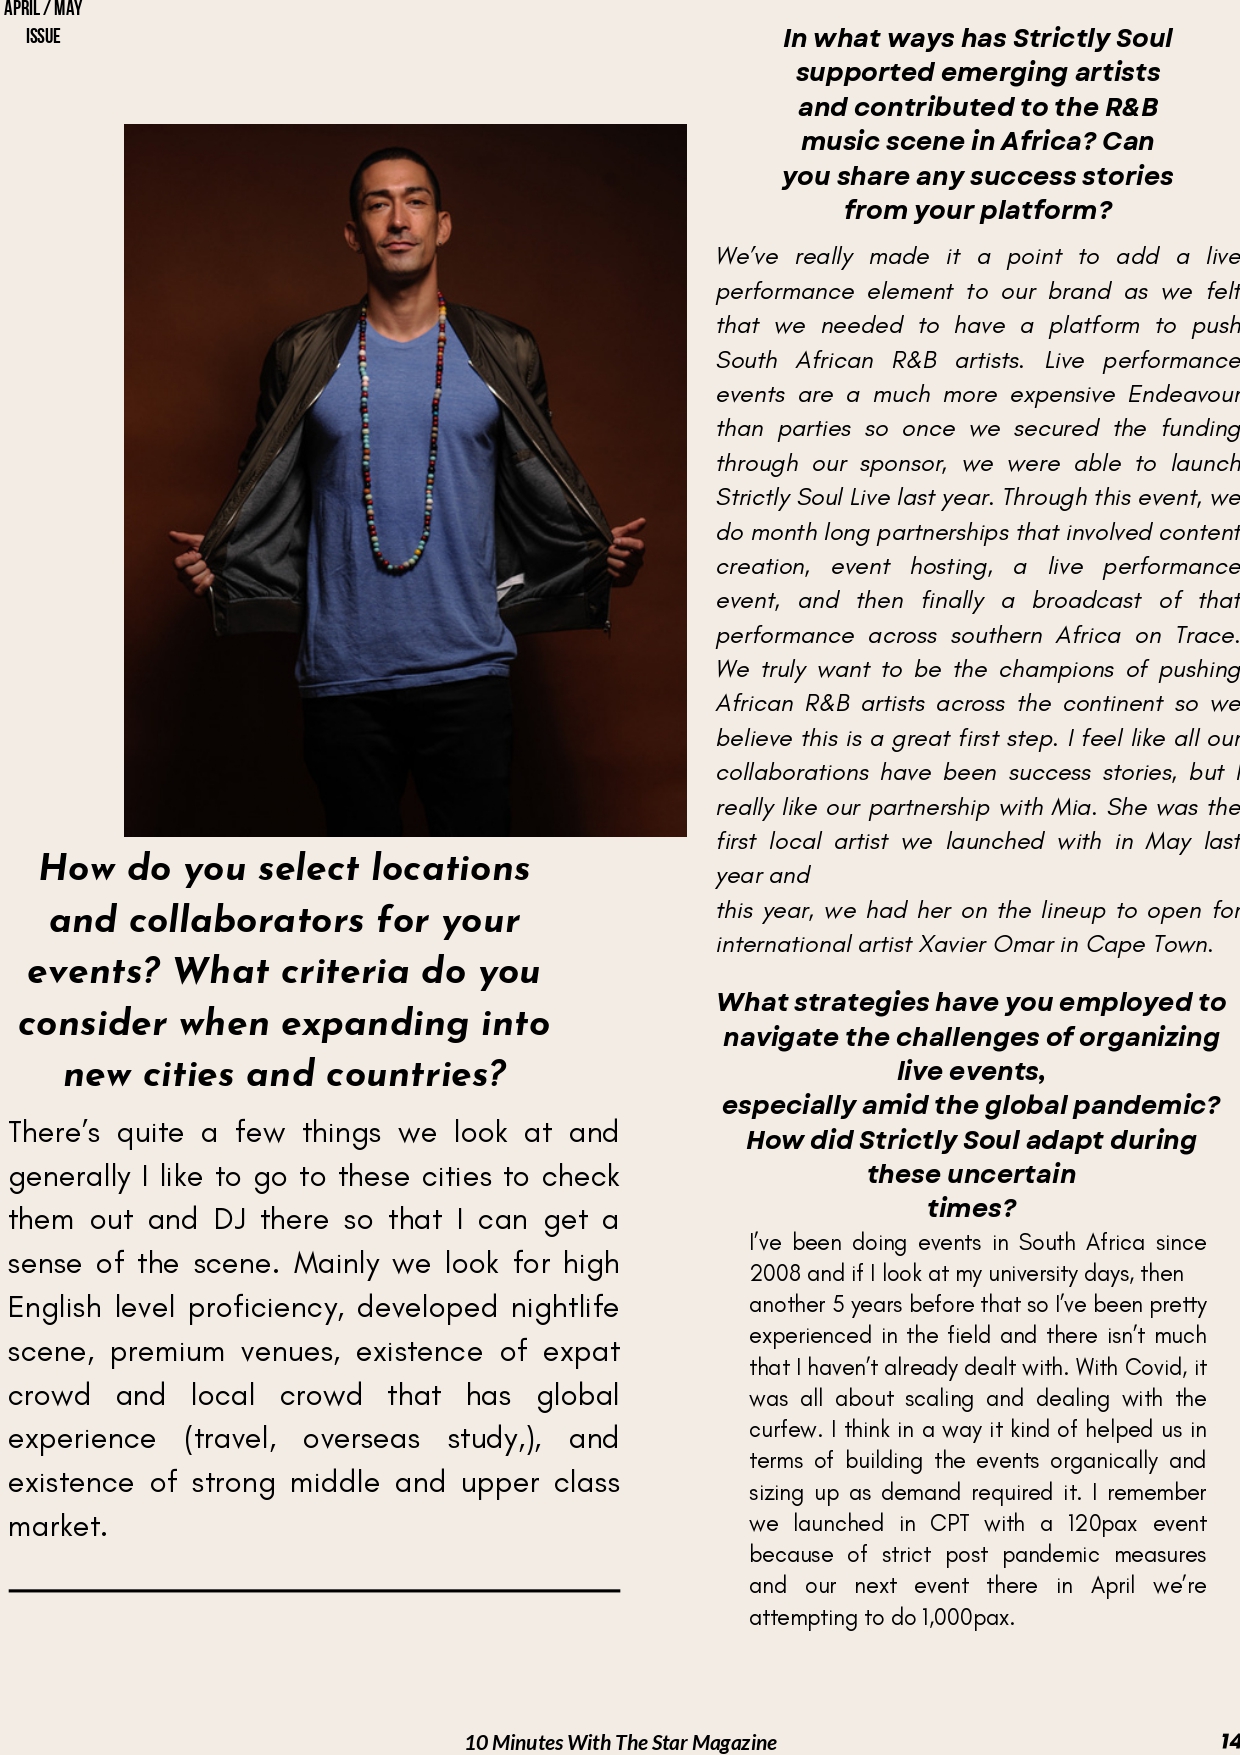 APRIL / MAY
ISSUE
How do you select locations
and collaborators for your
events? What criteria do you
consider when expanding into
new cities and countries?
There’s quite a few things we look at and
generally I like to go to these cities to check
them out and DJ there so that I can get a
sense of the scene. Mainly we look for high
English level proficiency, developed nightlife
scene, premium venues, existence of expat
crowd and local crowd that has global
experience (travel, overseas study,), and
existence of strong middle and upper class
market.
In what ways has Strictly Soul
supported emerging artists
and contributed to the R&B
music scene in Africa? Can
you share any success stories
from your platform?
We’ve really made it a point to add a live
performance element to our brand as we felt
that we needed to have a platform to push
South African R&B artists. Live performance
events are a much more expensive Endeavour
than parties so once we secured the funding
through our sponsor, we were able to launch
Strictly Soul Live last year. Through this event, we
do month long partnerships that involved content
creation, event hosting, a live performance
event, and then finally a broadcast of that
performance across southern Africa on Trace.
We truly want to be the champions of pushing
African R&B artists across the continent so we
believe this is a great first step. I feel like all our
collaborations have been success stories, but I
really like our partnership with Mia. She was the
first local artist we launched with in May last
year and
this year, we had her on the lineup to open for
international artist Xavier Omar in Cape Town.
What strategies have you employed to
navigate the challenges of organizing
live events,
especially amid the global pandemic?
How did Strictly Soul adapt during
these uncertain
times?
I’ve been doing events in South Africa since
2008 and if I look at my university days, then
another 5 years before that so I’ve been pretty
experienced in the field and there isn’t much
that I haven’t already dealt with. With Covid, it
was all about scaling and dealing with the
curfew. I think in a way it kind of helped us in
terms of building the events organically and
sizing up as demand required it. I remember
we launched in CPT with a 120pax event
because of strict post pandemic measures
and our next event there in April we’re
attempting to do 1,000pax.
10 Minutes With The Star Magazine
14